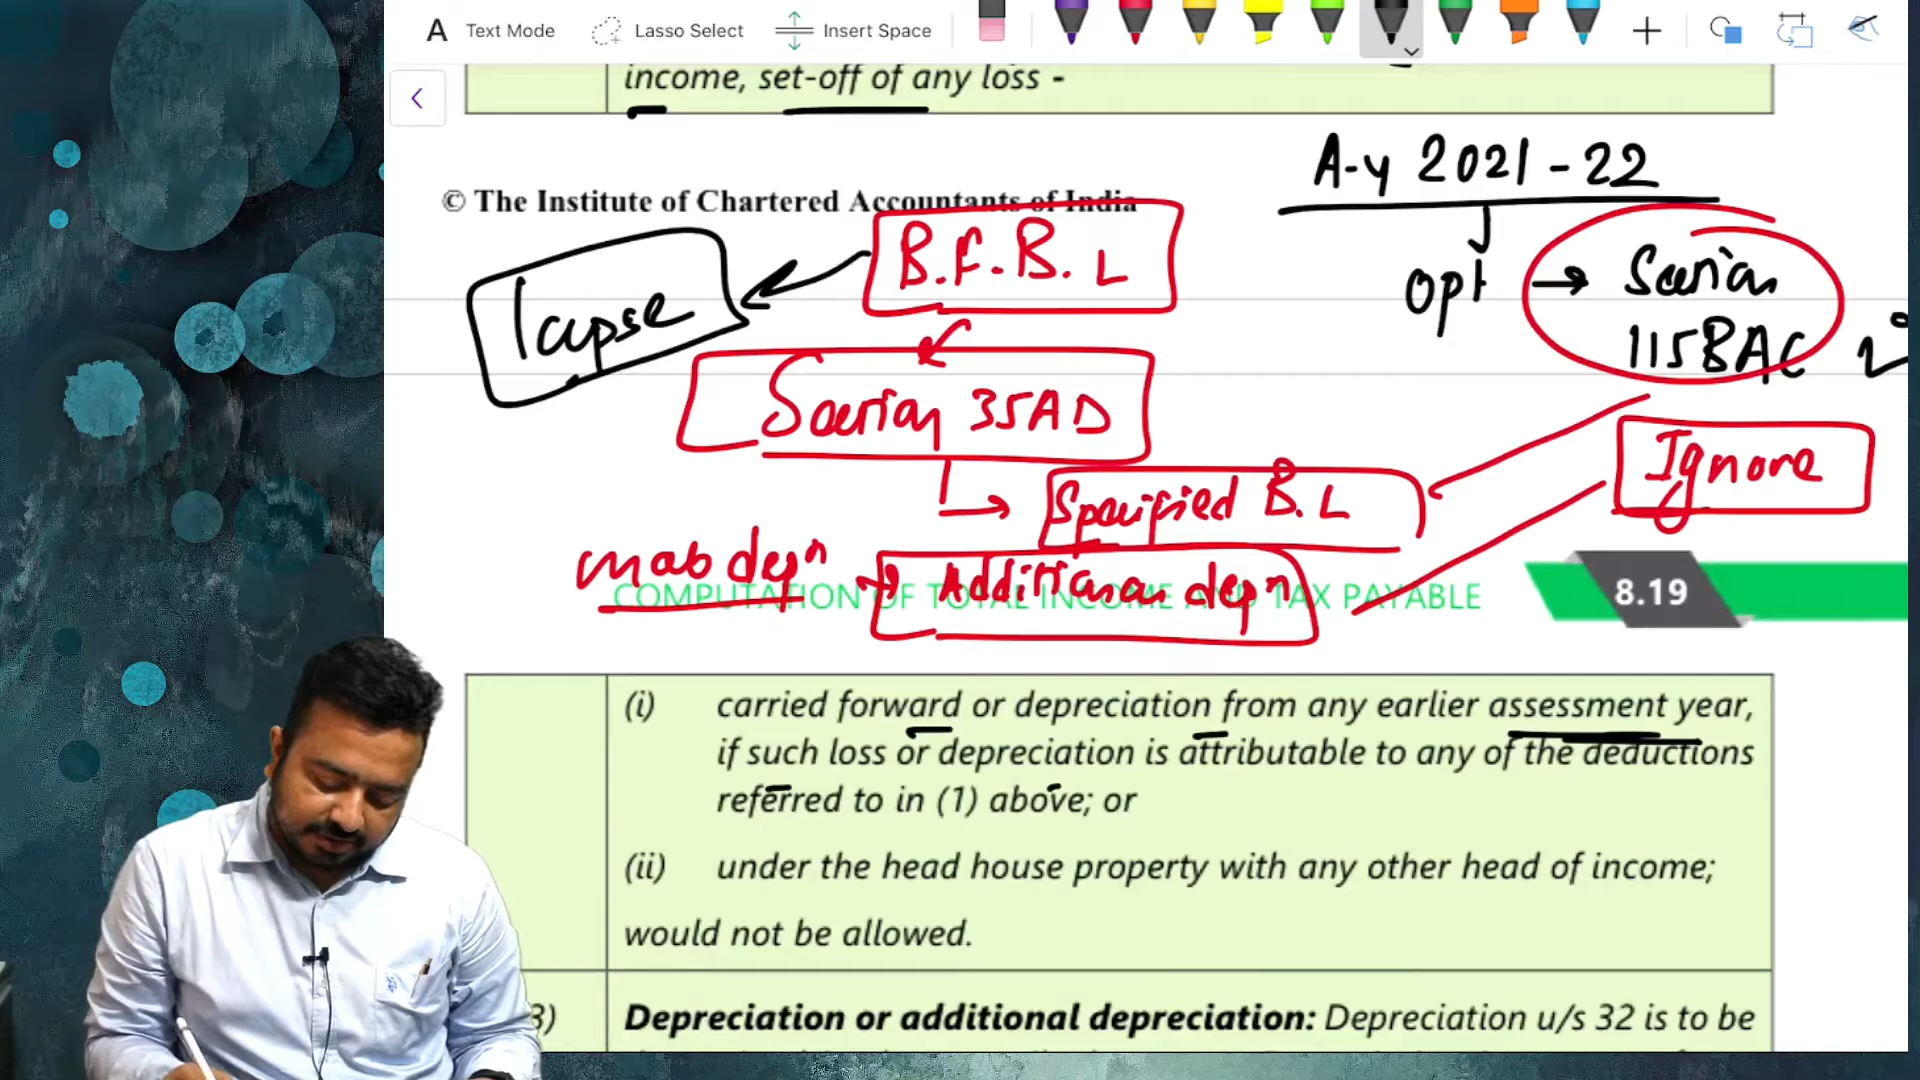 A Text Mode Lasso Select Insert Space
income, set-off of any loss -
A-y 2021-22
© The Institute of Chartered Accountants of India
B.F.B.L
opt → Section
115BAC
lapse
Section 35AD
Ignore
Specified B.L
unab depn → Additional depn
COMPUTATION OF TOTAL INCOME AND TAX PAYABLE 8.19
(i) carried forward or depreciation from any earlier assessment year,
if such loss or depreciation is attributable to any of the deductions
referred to in (1) above; or
(ii) under the head house property with any other head of income;
would not be allowed.
3) Depreciation or additional depreciation: Depreciation u/s 32 is to be